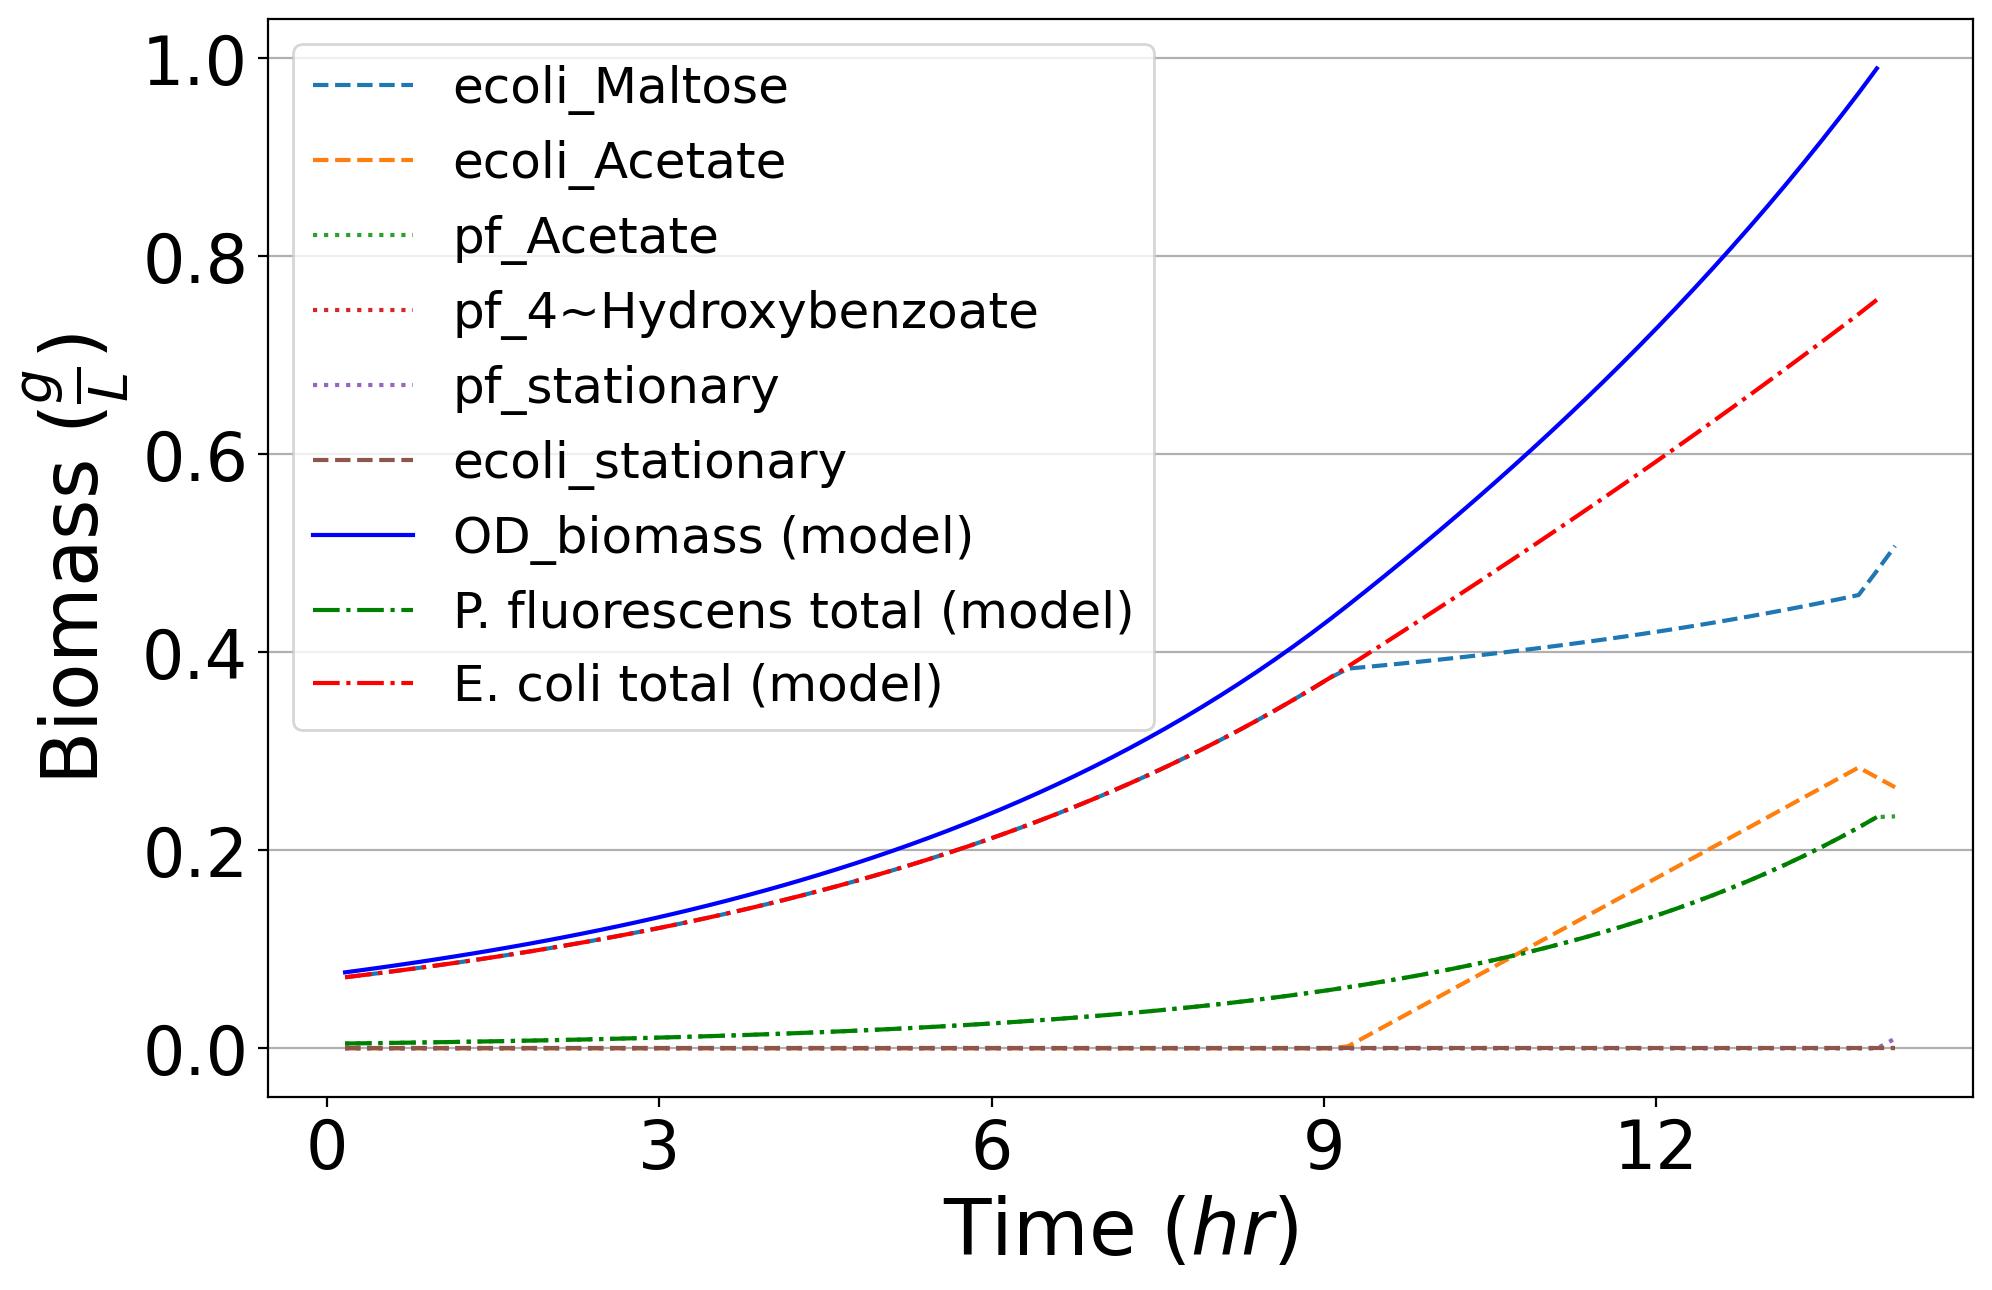 1.0
0.8
0.6
0.4
0.2
0.0
Biomass (g/L)
ecoli_Maltose
ecoli_Acetate
pf_Acetate
pf_4~Hydroxybenzoate
pf_stationary
ecoli_stationary
OD_biomass (model)
P. fluorescens total (model)
E. coli total (model)
0 3 6 9 12
Time (hr)